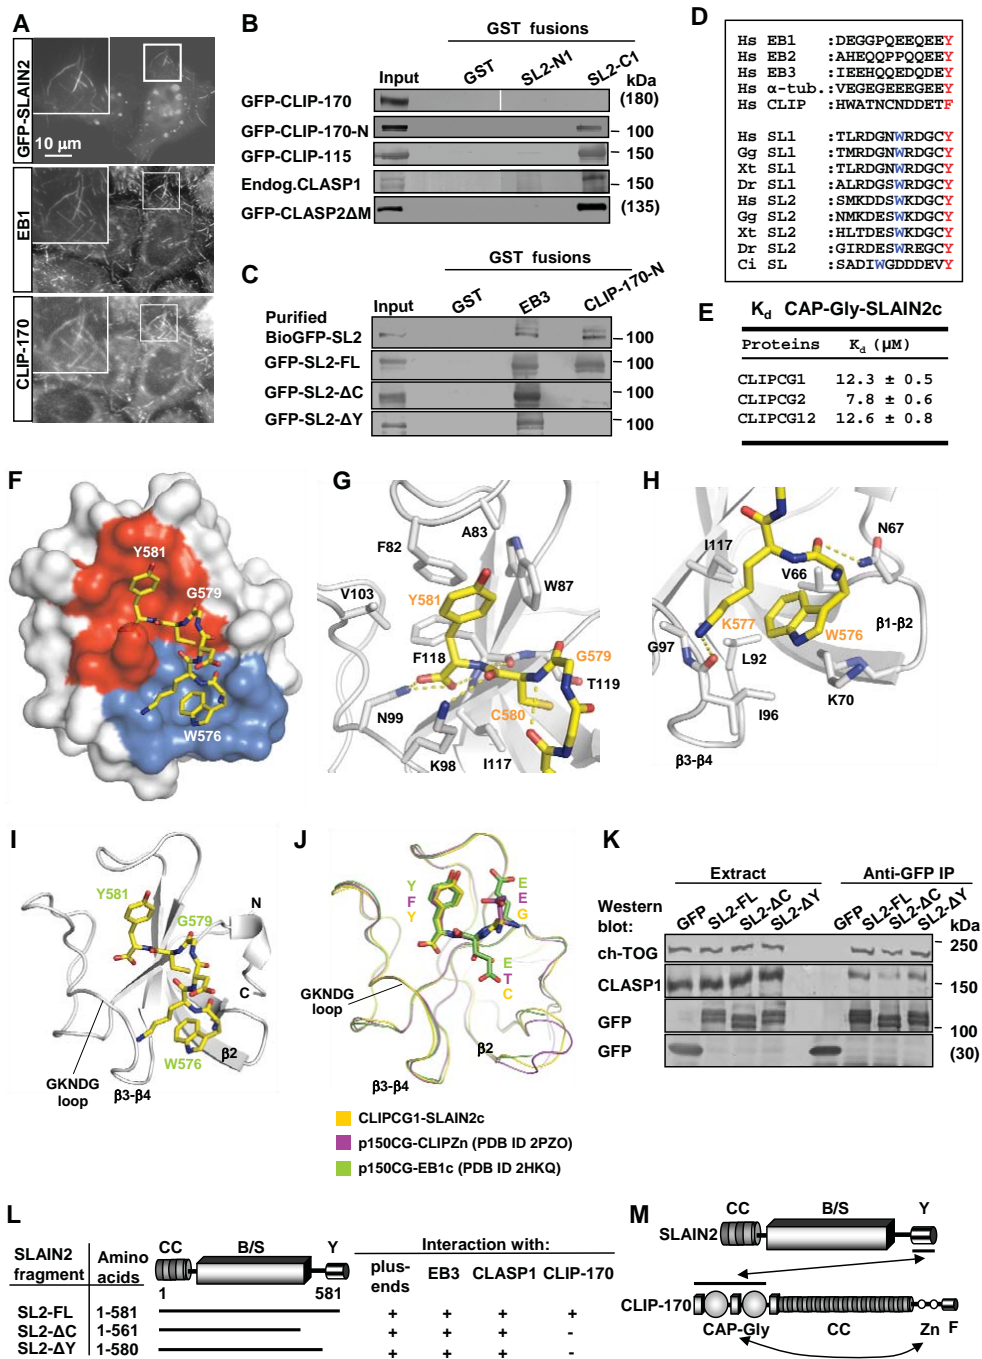 A
GFP-SLAIN2
10 μm
EB1
CLIP-170
B
GST fusions
Input GST SL2-N1 SL2-C1 kDa
GFP-CLIP-170 (180)
GFP-CLIP-170-N 100
GFP-CLIP-115 150
Endog.CLASP1 150
GFP-CLASP2ΔM (135)
C
GST fusions
Input GST EB3 CLIP-170-N
Purified
BioGFP-SL2 100
GFP-SL2-FL 100
GFP-SL2-ΔC 100
GFP-SL2-ΔY 100
D
Hs EB1 :DEGGPQEEQEEY
Hs EB2 :AHEQQPPQQEEY
Hs EB3 :IEEHQQEDQDEY
Hs α-tub.:VEGEGEEEGEEY
Hs CLIP :HWATNCNDDETF
Hs SL1 :TLRDGNWRDGCY
Gg SL1 :TMRDGNWRDGCY
Xt SL1 :TLRDGNWRDGCY
Dr SL1 :ALRDGSWRDGCY
Hs SL2 :SMKDDSWKDGCY
Gg SL2 :NMKDESWKDGCY
Xt SL2 :HLTDESWKDGCY
Dr SL2 :GIRDESWREGCY
Ci SL :SADIWGDDDEVY
E
Kd CAP-Gly-SLAIN2c
Proteins Kd (μM)
CLIPCG1 12.3 ± 0.5
CLIPCG2 7.8 ± 0.6
CLIPCG12 12.6 ± 0.8
F
Y581
G579
W576
G
A83
F82
W87
V103
Y581
G579
F118
T119
N99
C580
K98
I117
H
N67
I117
V66
K577
W576
β1-β2
G97
L92
K70
I96
β3-β4
I
Y581
G579
N
C
β2
W576
GKNDG
loop
β3-β4
J
Y E
F E
Y G
E
T
C
GKNDG
loop
β2
β3-β4
CLIPCG1-SLAIN2c
p150CG-CLIPZn (PDB ID 2PZO)
p150CG-EB1c (PDB ID 2HKQ)
K
Extract Anti-GFP IP
Western
blot:
GFP SL2-FL SL2-ΔC SL2-ΔY GFP SL2-FL SL2-ΔC SL2-ΔY kDa
ch-TOG 250
CLASP1 150
GFP 100
GFP (30)
L
SLAIN2
fragment
Amino
acids
CC B/S Y
1 581
Interaction with:
plus-
ends
EB3 CLASP1 CLIP-170
SL2-FL 1-581 + + + +
SL2-ΔC 1-561 + + + -
SL2-ΔY 1-580 + + + -
M
CC B/S Y
SLAIN2
CLIP-170
CAP-Gly CC Zn F